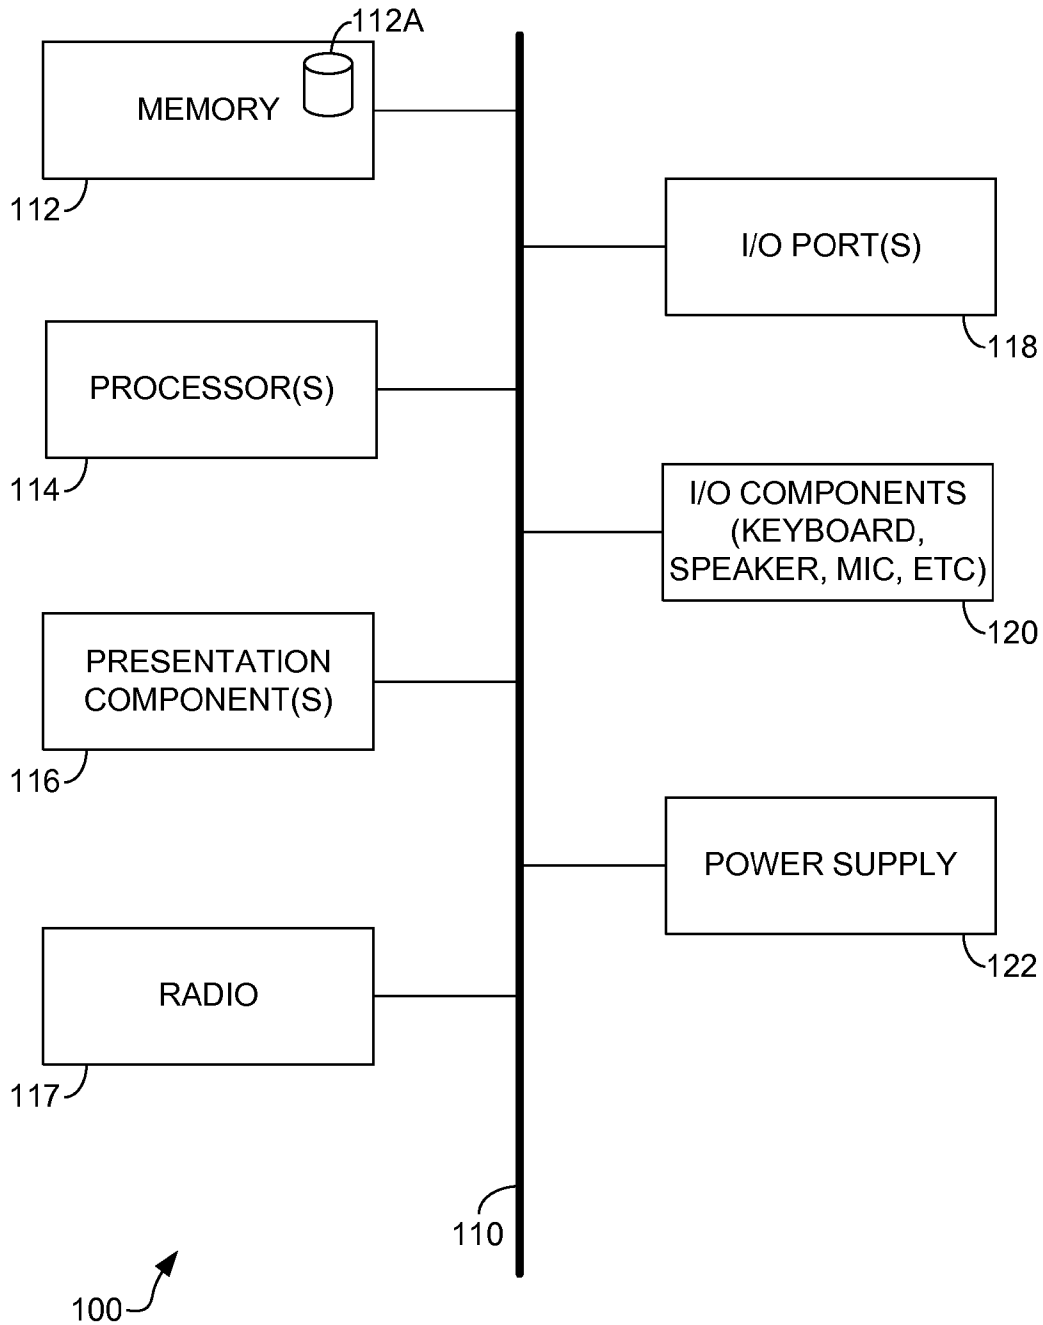 112A
MEMORY
112
I/O PORT(S)
118
PROCESSOR(S)
114
I/O COMPONENTS
(KEYBOARD,
SPEAKER, MIC, ETC)
120
PRESENTATION
COMPONENT(S)
116
POWER SUPPLY
122
RADIO
117
110
100